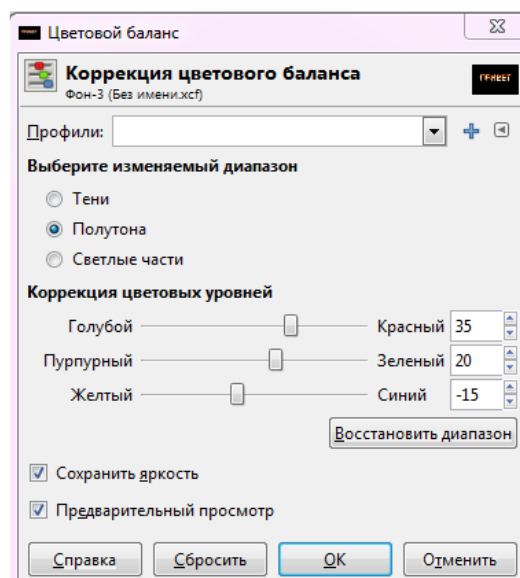 Цветовой баланс
Коррекция цветового баланса
Фон-3 (Без имени.xcf)
ПРИВЕТ
Профили:
Выберите изменяемый диапазон
Тени
Полутона
Светлые части
Коррекция цветовых уровней
Голубой Красный 35
Пурпурный Зеленый 20
Желтый Синий -15
Восстановить диапазон
Сохранить яркость
Предварительный просмотр
Справка Сбросить OK Отменить